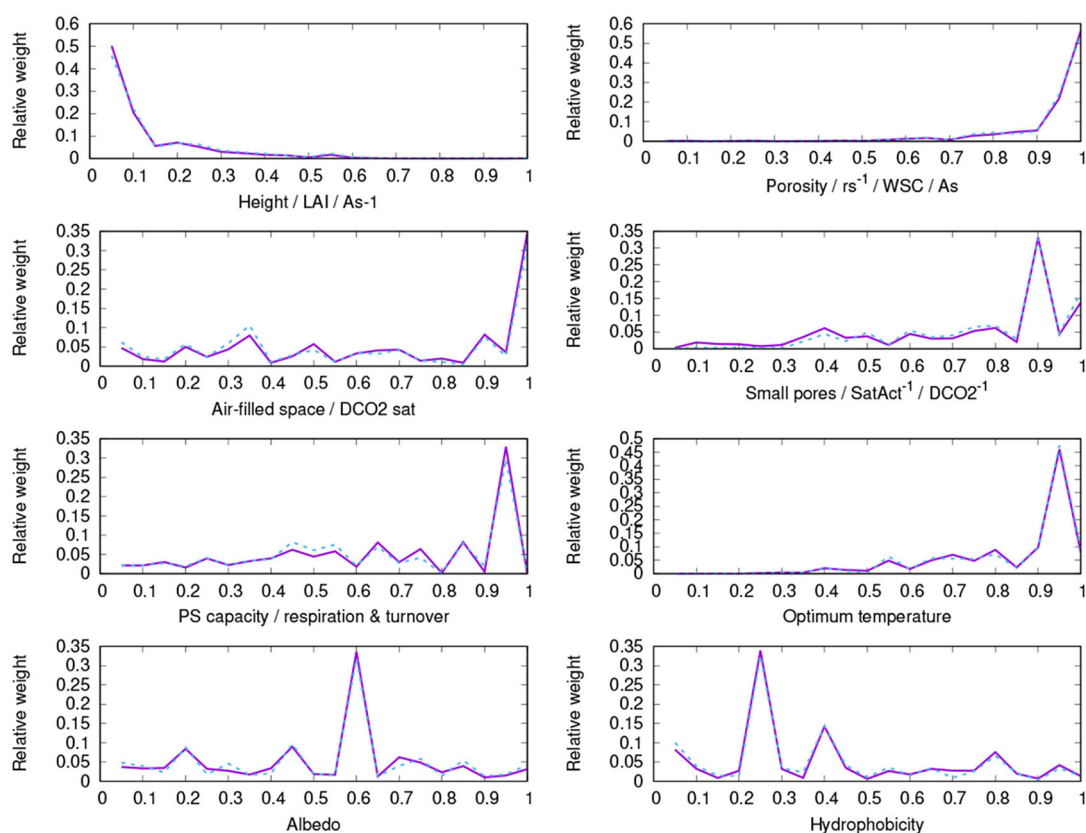 Relative weight
0.6
0.5
0.4
0.3
0.2
0.1
0
0 0.1 0.2 0.3 0.4 0.5 0.6 0.7 0.8 0.9 1
Height / LAI / As-1
Relative weight
0.6
0.5
0.4
0.3
0.2
0.1
0
0 0.1 0.2 0.3 0.4 0.5 0.6 0.7 0.8 0.9 1
Porosity / rs⁻¹ / WSC / As
Relative weight
0.35
0.3
0.25
0.2
0.15
0.1
0.05
0
0 0.1 0.2 0.3 0.4 0.5 0.6 0.7 0.8 0.9 1
Air-filled space / DCO2 sat
Relative weight
0.35
0.3
0.25
0.2
0.15
0.1
0.05
0
0 0.1 0.2 0.3 0.4 0.5 0.6 0.7 0.8 0.9 1
Small pores / SatAct⁻¹ / DCO2⁻¹
Relative weight
0.35
0.3
0.25
0.2
0.15
0.1
0.05
0
0 0.1 0.2 0.3 0.4 0.5 0.6 0.7 0.8 0.9 1
PS capacity / respiration & turnover
Relative weight
0.5
0.45
0.4
0.35
0.3
0.25
0.2
0.15
0.1
0.05
0
0 0.1 0.2 0.3 0.4 0.5 0.6 0.7 0.8 0.9 1
Optimum temperature
Relative weight
0.35
0.3
0.25
0.2
0.15
0.1
0.05
0
0 0.1 0.2 0.3 0.4 0.5 0.6 0.7 0.8 0.9 1
Albedo
Relative weight
0.35
0.3
0.25
0.2
0.15
0.1
0.05
0
0 0.1 0.2 0.3 0.4 0.5 0.6 0.7 0.8 0.9 1
Hydrophobicity